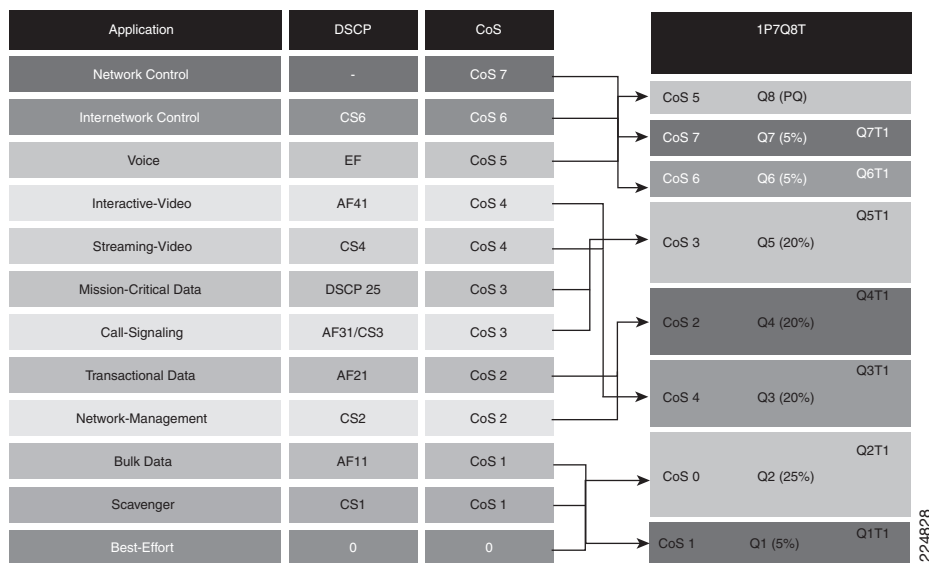 Application DSCP CoS 1P7Q8T
Network Control - CoS 7
Internetwork Control CS6 CoS 6
Voice EF CoS 5
Interactive-Video AF41 CoS 4
Streaming-Video CS4 CoS 4
Mission-Critical Data DSCP 25 CoS 3
Call-Signaling AF31/CS3 CoS 3
Transactional Data AF21 CoS 2
Network-Management CS2 CoS 2
Bulk Data AF11 CoS 1
Scavenger CS1 CoS 1
Best-Effort 0 0
CoS 5 Q8 (PQ)
CoS 7 Q7 (5%) Q7T1
CoS 6 Q6 (5%) Q6T1
CoS 3 Q5 (20%) Q5T1
CoS 2 Q4 (20%) Q4T1
CoS 4 Q3 (20%) Q3T1
CoS 0 Q2 (25%) Q2T1
CoS 1 Q1 (5%) Q1T1
224828